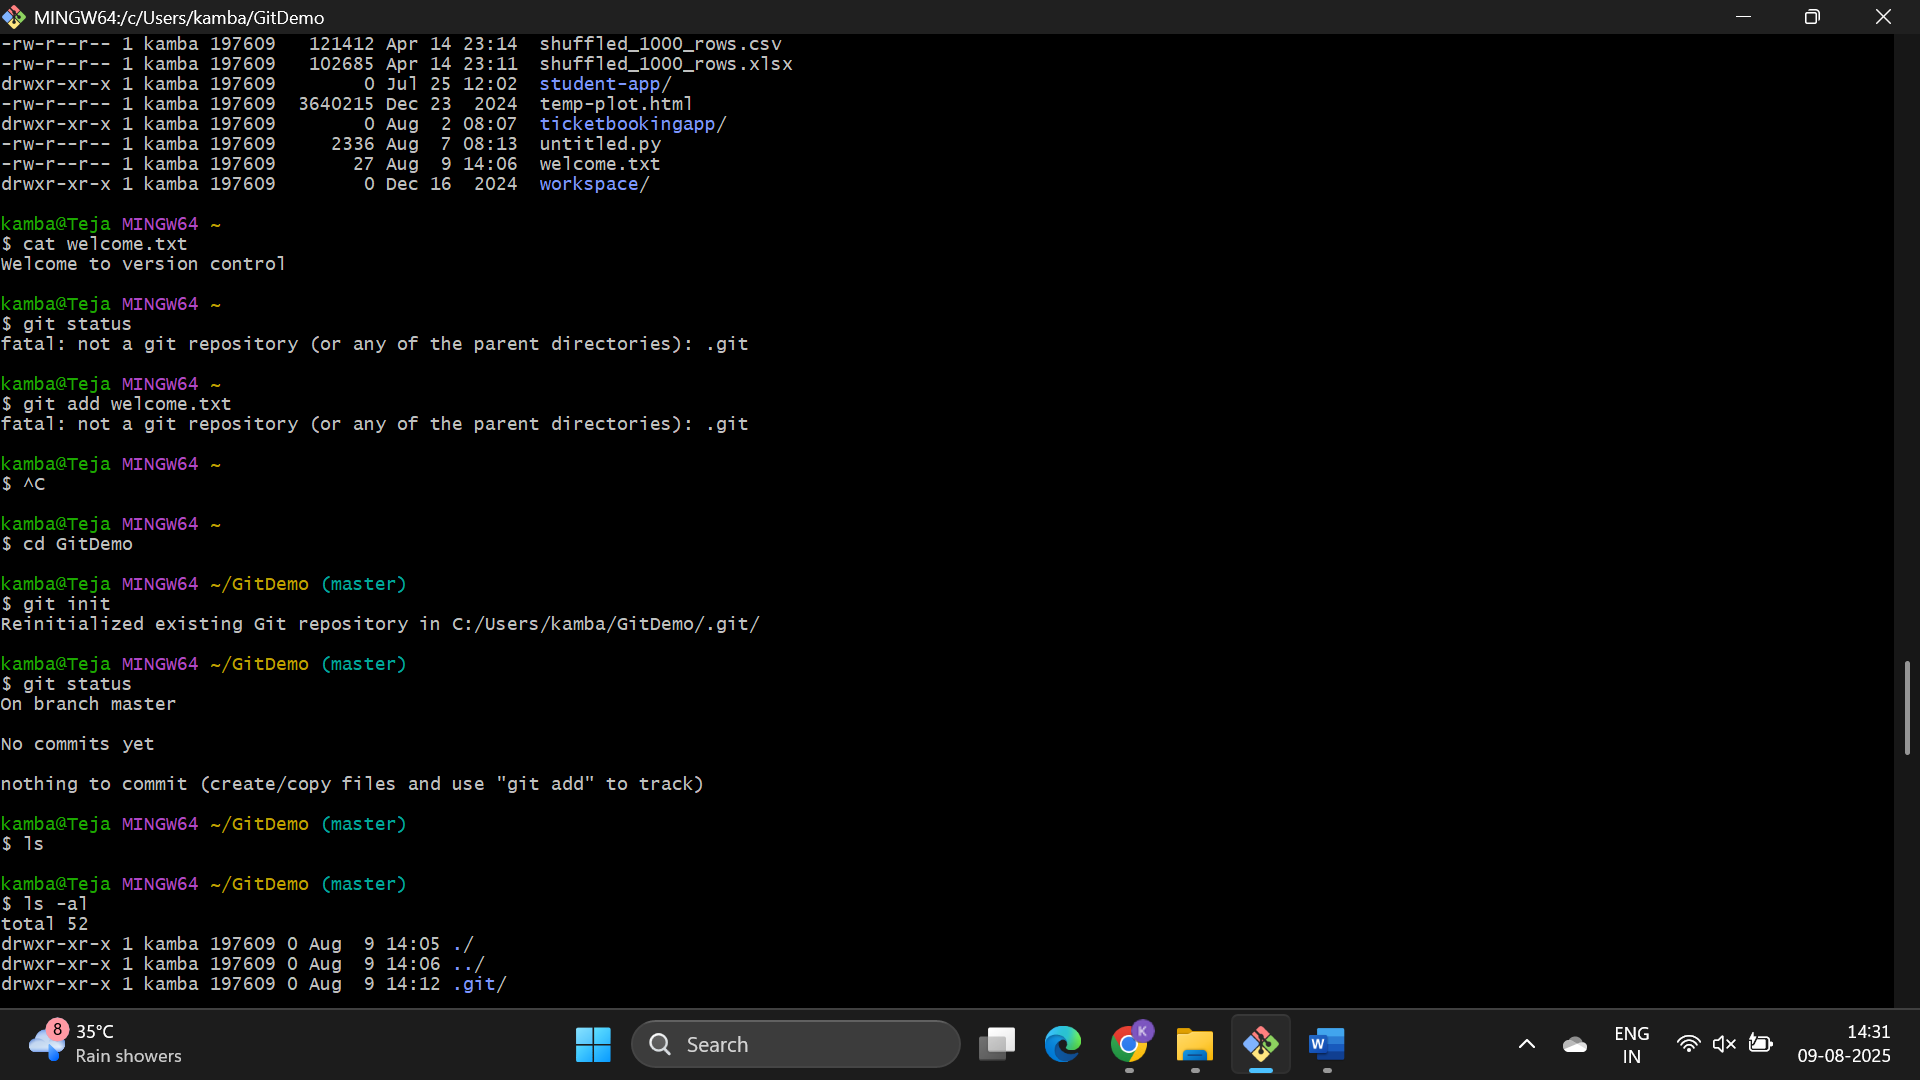 MINGW64:/c/Users/kamba/GitDemo
-rw-r--r-- 1 kamba 197609   121412 Apr 14 23:14  shuffled_1000_rows.csv
-rw-r--r-- 1 kamba 197609   102685 Apr 14 23:11  shuffled_1000_rows.xlsx
drwxr-xr-x 1 kamba 197609        0 Jul 25 12:02  student-app/
-rw-r--r-- 1 kamba 197609  3640215 Dec 23  2024  temp-plot.html
drwxr-xr-x 1 kamba 197609        0 Aug  2 08:07  ticketbookingapp/
-rw-r--r-- 1 kamba 197609     2336 Aug  7 08:13  untitled.py
-rw-r--r-- 1 kamba 197609       27 Aug  9 14:06  welcome.txt
drwxr-xr-x 1 kamba 197609        0 Dec 16  2024  workspace/
kamba@Teja MINGW64 ~
$ cat welcome.txt
Welcome to version control
kamba@Teja MINGW64 ~
$ git status
fatal: not a git repository (or any of the parent directories): .git
kamba@Teja MINGW64 ~
$ git add welcome.txt
fatal: not a git repository (or any of the parent directories): .git
kamba@Teja MINGW64 ~
$ ^C
kamba@Teja MINGW64 ~
$ cd GitDemo
kamba@Teja MINGW64 ~/GitDemo (master)
$ git init
Reinitialized existing Git repository in C:/Users/kamba/GitDemo/.git/
kamba@Teja MINGW64 ~/GitDemo (master)
$ git status
On branch master
No commits yet
nothing to commit (create/copy files and use "git add" to track)
kamba@Teja MINGW64 ~/GitDemo (master)
$ ls
kamba@Teja MINGW64 ~/GitDemo (master)
$ ls -al
total 52
drwxr-xr-x 1 kamba 197609 0 Aug  9 14:05 ./
drwxr-xr-x 1 kamba 197609 0 Aug  9 14:06 ../
drwxr-xr-x 1 kamba 197609 0 Aug  9 14:12 .git/
8
35°C
Rain showers
Search
K
W
ENG
IN
14:31
09-08-2025